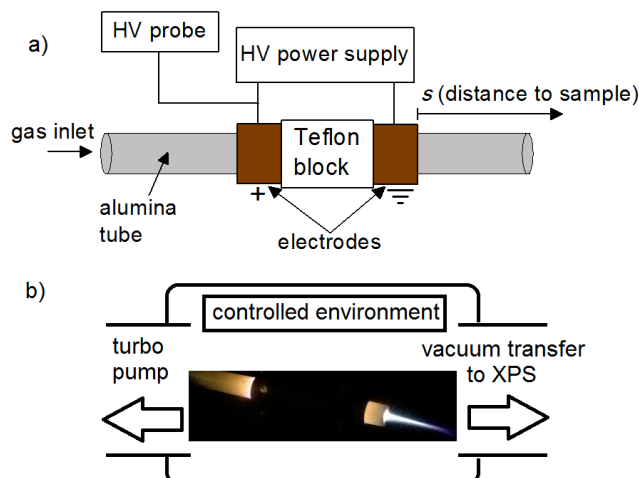 a)
HV probe
HV power supply
s (distance to sample)
gas inlet
Teflon
block
+
alumina
tube
electrodes
b)
controlled environment
turbo
pump
vacuum transfer
to XPS